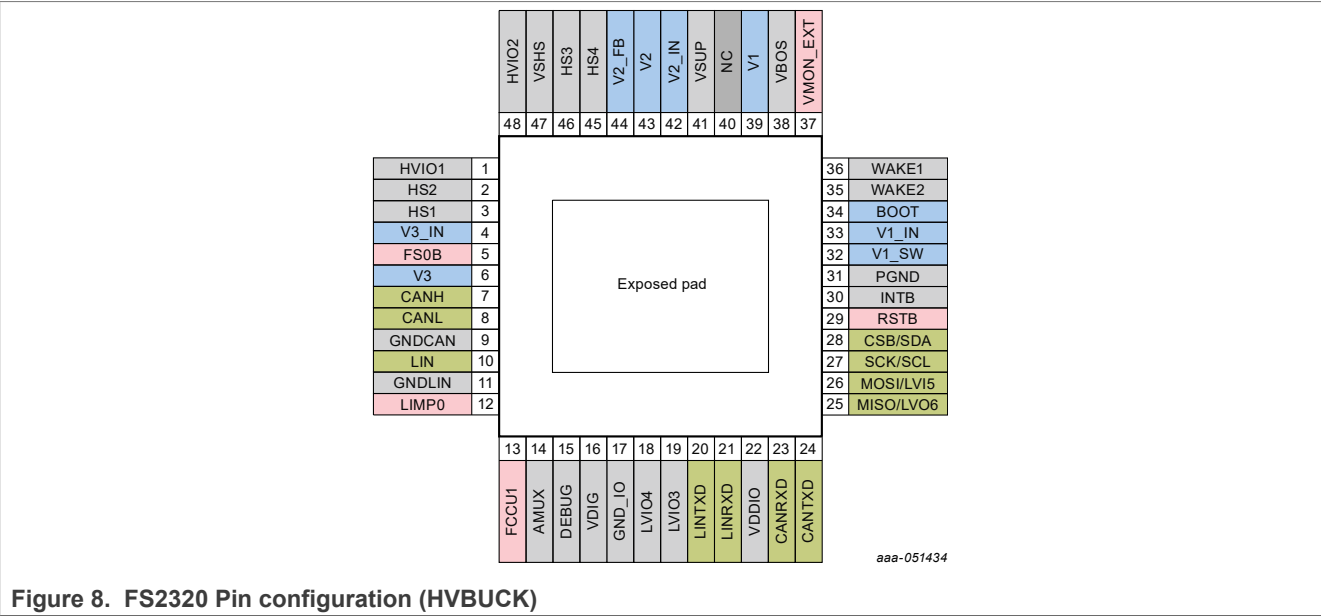 HVIO2 VSHS HS3 HS4 V2_FB V2 V2_IN VSUP NC V1 VBOS VMON_EXT
48 47 46 45 44 43 42 41 40 39 38 37
HVIO1 1
HS2 2
HS1 3
V3_IN 4
FS0B 5
V3 6
CANH 7
CANL 8
GNDCAN 9
LIN 10
GNDLIN 11
LIMP0 12
Exposed pad
36 WAKE1
35 WAKE2
34 BOOT
33 V1_IN
32 V1_SW
31 PGND
30 INTB
29 RSTB
28 CSB/SDA
27 SCK/SCL
26 MOSI/LVI5
25 MISO/LVO6
13 14 15 16 17 18 19 20 21 22 23 24
FCCU1 AMUX DEBUG VDIG GND_IO LVIO4 LVIO3 LINTXD LINRXD VDDIO CANRXD CANTXD
aaa-051434
Figure 8. FS2320 Pin configuration (HVBUCK)